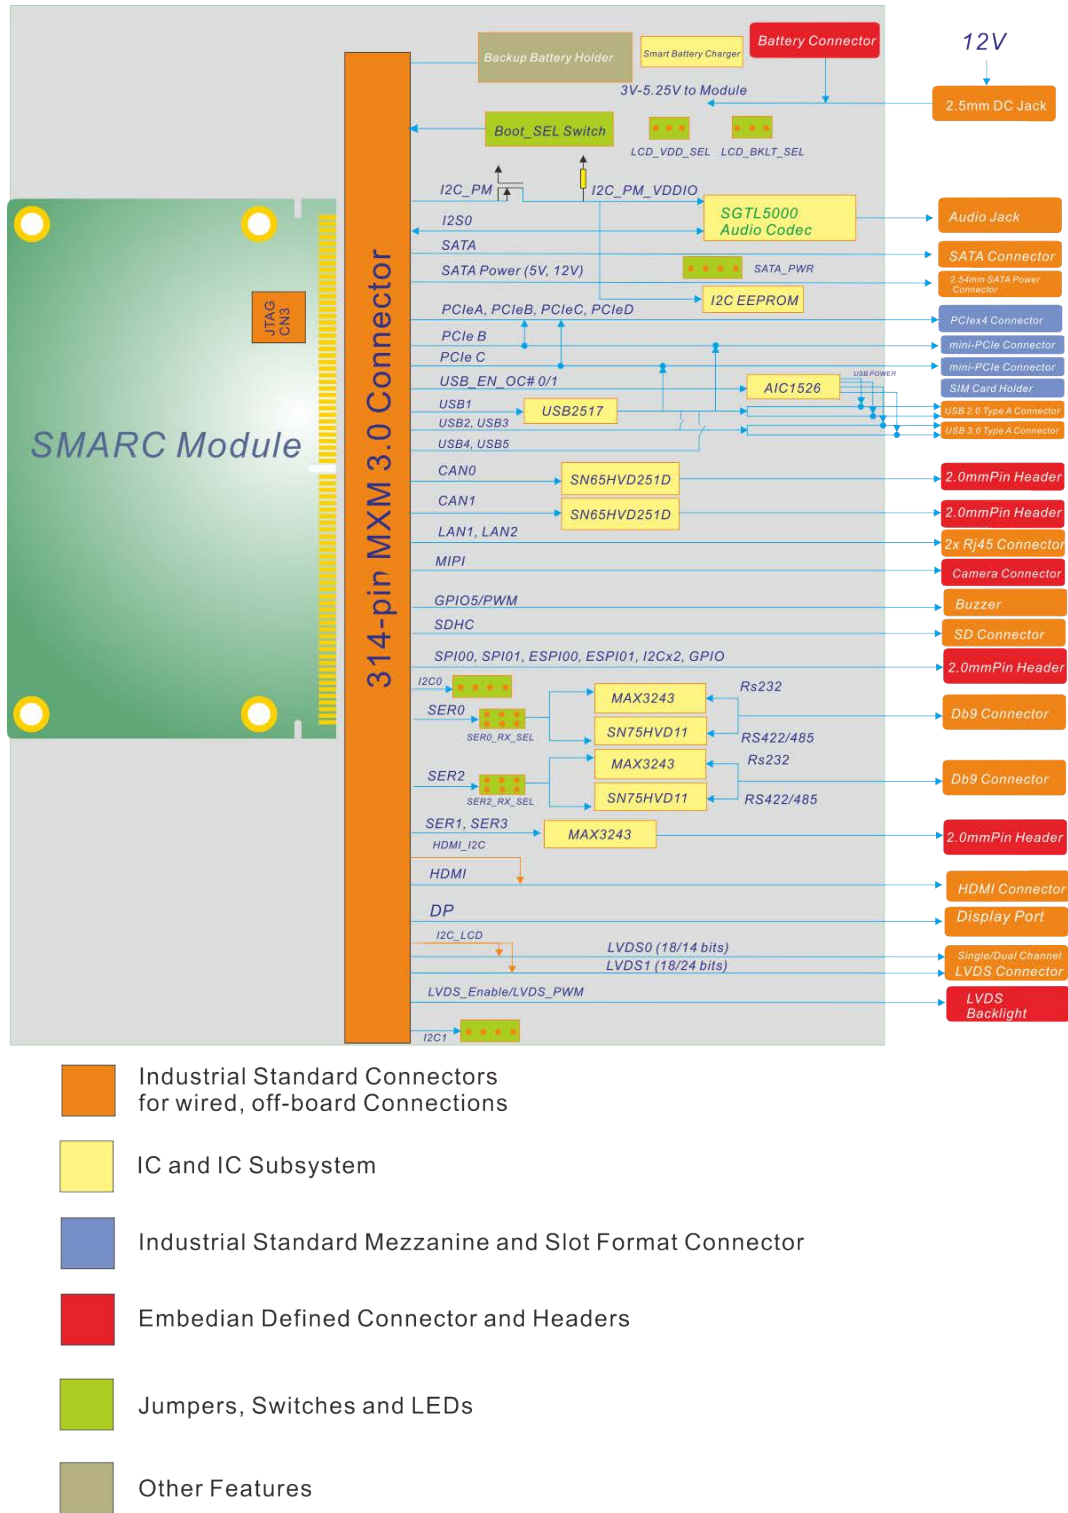 Backup Battery Holder
Smart Battery Charger
Battery Connector
12V
3V-5.25V to Module
2.5mm DC Jack
Boot_SEL Switch
LCD_VDD_SEL
LCD_BKLT_SEL
I2C_PM
I2C_PM_VDDIO
SGTL5000
Audio Codec
Audio Jack
I2S0
SATA
SATA Connector
SATA Power (5V, 12V)
SATA_PWR
2.54mm SATA Power
Connector
I2C EEPROM
JTAG
CN3
PCIeA, PCIeB, PCIeC, PCIeD
PCIex4 Connector
PCIe B
mini-PCIe Connector
PCIe C
mini-PCIe Connector
USB POWER
USB_EN_OC# 0/1
AIC1526
SIM Card Holder
USB1
USB2517
USB 2.0 Type A Connector
USB2, USB3
USB 3.0 Type A Connector
USB4, USB5
SMARC Module
314-pin MXM 3.0 Connector
CAN0
SN65HVD251D
2.0mmPin Header
CAN1
SN65HVD251D
2.0mmPin Header
LAN1, LAN2
2x Rj45 Connector
MIPI
Camera Connector
GPIO5/PWM
Buzzer
SDHC
SD Connector
SPI00, SPI01, ESPI00, ESPI01, I2Cx2, GPIO
2.0mmPin Header
I2C0
SER0
SER0_RX_SEL
MAX3243
Rs232
SN75HVD11
RS422/485
Db9 Connector
SER2
SER2_RX_SEL
MAX3243
Rs232
SN75HVD11
RS422/485
Db9 Connector
SER1, SER3
MAX3243
2.0mmPin Header
HDMI_I2C
HDMI
HDMI Connector
DP
Display Port
I2C_LCD
LVDS0 (18/14 bits)
LVDS1 (18/24 bits)
Single/Dual Channel
LVDS Connector
LVDS_Enable/LVDS_PWM
LVDS
Backlight
I2C1
Industrial Standard Connectors
for wired, off-board Connections
IC and IC Subsystem
Industrial Standard Mezzanine and Slot Format Connector
Embedian Defined Connector and Headers
Jumpers, Switches and LEDs
Other Features